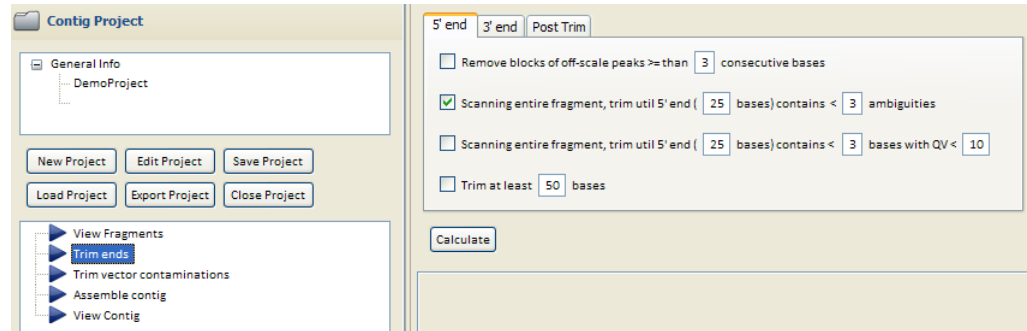 Contig Project
General Info
DemoProject
New Project Edit Project Save Project
Load Project Export Project Close Project
View Fragments
Trim ends
Trim vector contaminations
Assemble contig
View Contig
5' end 3' end Post Trim
Remove blocks of off-scale peaks >= than 3 consecutive bases
Scanning entire fragment, trim util 5' end ( 25 bases) contains < 3 ambiguities
Scanning entire fragment, trim util 5' end ( 25 bases) contains < 3 bases with QV < 10
Trim at least 50 bases
Calculate